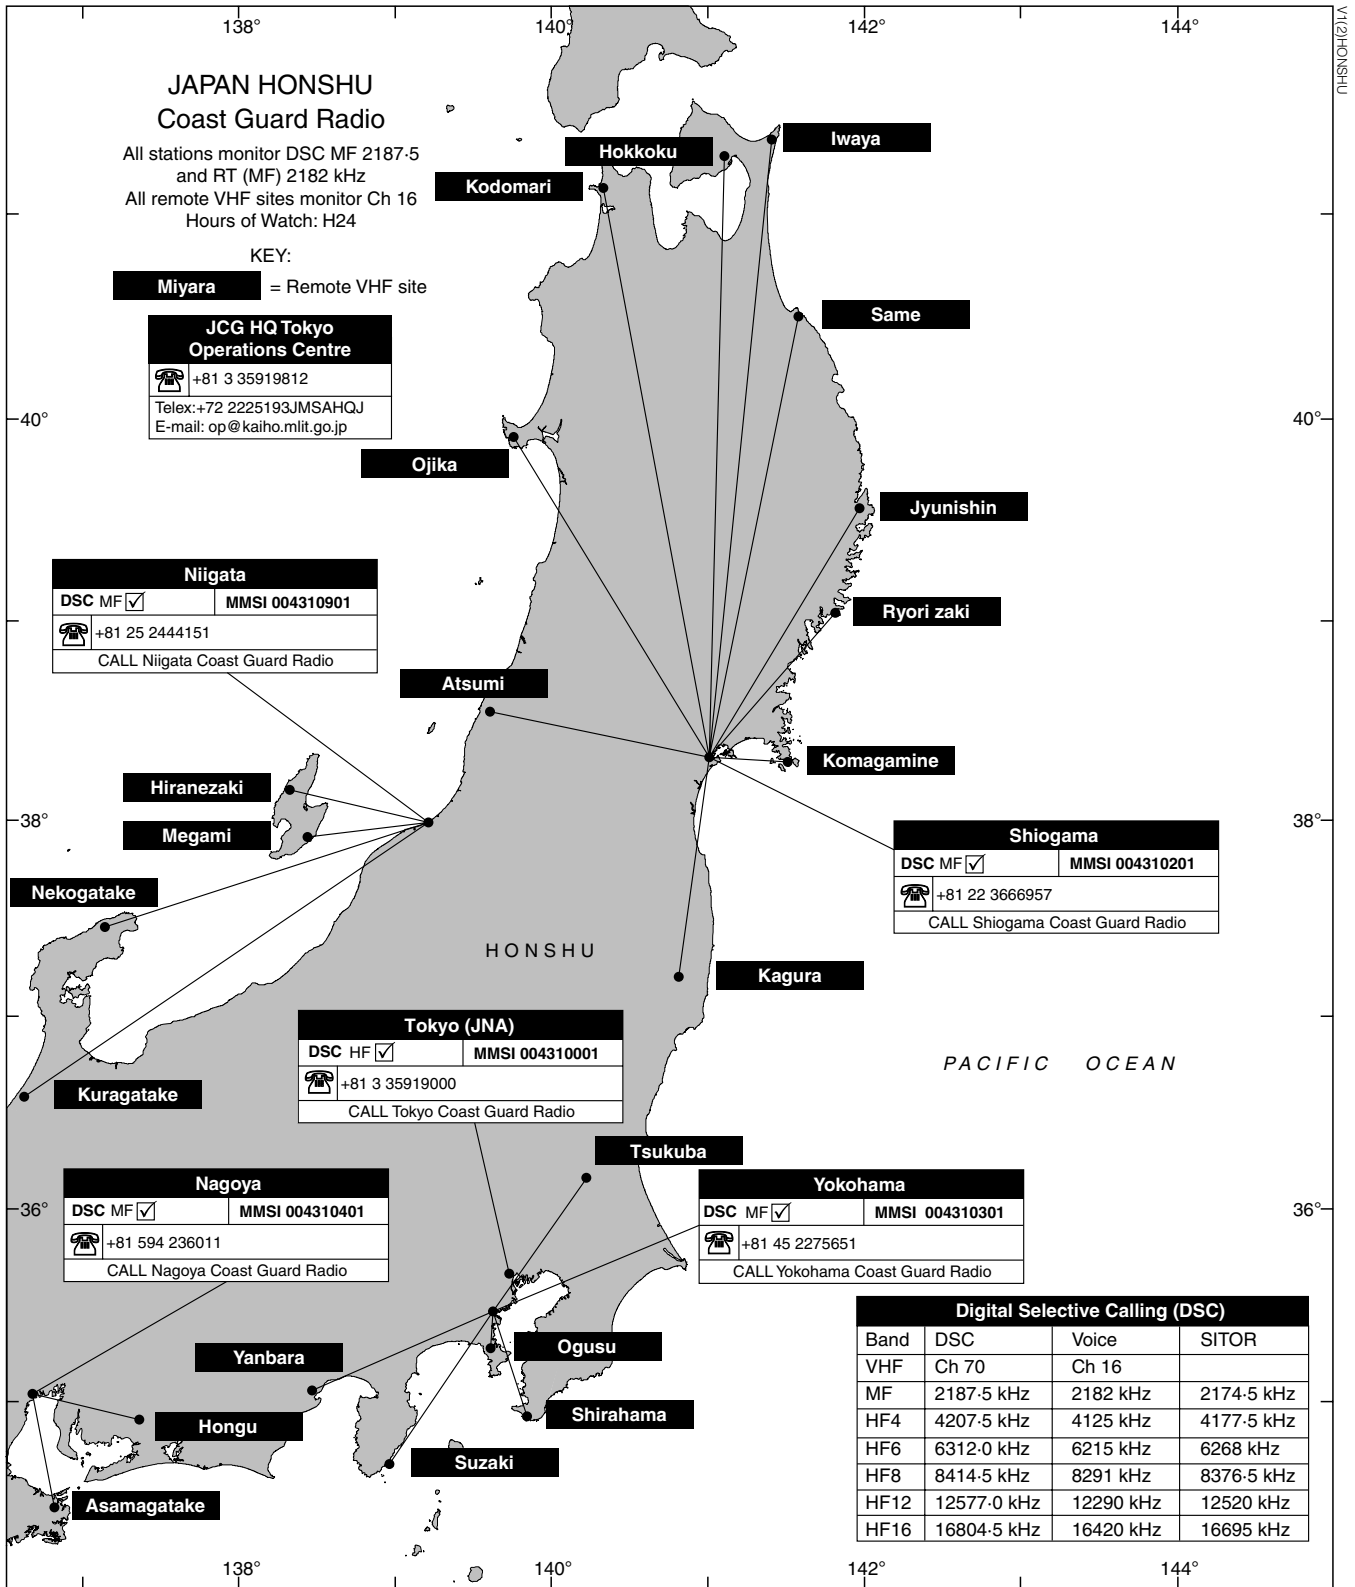 138°
140°
142°
144°
V1(2)HONSHU
JAPAN HONSHU
Coast Guard Radio
All stations monitor DSC MF 2187·5
and RT (MF) 2182 kHz
All remote VHF sites monitor Ch 16
Hours of Watch: H24
KEY:
Miyara = Remote VHF site
Hokkoku
Iwaya
Kodomari
Same
JCG HQ Tokyo
Operations Centre
+81 3 35919812
Telex:+72 2225193JMSAHQJ
E-mail: op@kaiho.mlit.go.jp
40°
40°
Ojika
Jyunishin
Niigata
DSC MF MMSI 004310901
+81 25 2444151
CALL Niigata Coast Guard Radio
Ryori zaki
Atsumi
Komagamine
Hiranezaki
Megami
38°
38°
Shiogama
DSC MF MMSI 004310201
+81 22 3666957
CALL Shiogama Coast Guard Radio
Nekogatake
HONSHU
Kagura
Tokyo (JNA)
DSC HF MMSI 004310001
+81 3 35919000
CALL Tokyo Coast Guard Radio
PACIFIC OCEAN
Kuragatake
Tsukuba
Nagoya
DSC MF MMSI 004310401
+81 594 236011
CALL Nagoya Coast Guard Radio
Yokohama
DSC MF MMSI 004310301
+81 45 2275651
CALL Yokohama Coast Guard Radio
36°
36°
Ogusu
Yanbara
Shirahama
Hongu
Suzaki
Asamagatake
Digital Selective Calling (DSC)
Band DSC Voice SITOR
VHF Ch 70 Ch 16
MF 2187·5 kHz 2182 kHz 2174·5 kHz
HF4 4207·5 kHz 4125 kHz 4177·5 kHz
HF6 6312·0 kHz 6215 kHz 6268 kHz
HF8 8414·5 kHz 8291 kHz 8376·5 kHz
HF12 12577·0 kHz 12290 kHz 12520 kHz
HF16 16804·5 kHz 16420 kHz 16695 kHz
138°
140°
142°
144°